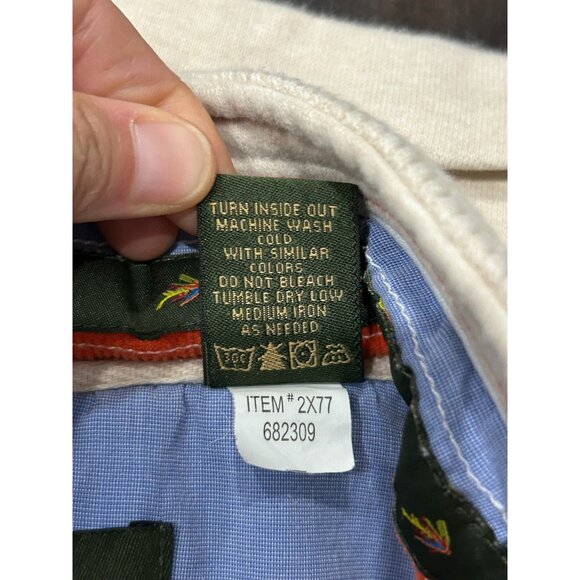 TURN INSIDE OUT
MACHINE WASH
COLD
WITH SIMILAR
COLORS
DO NOT BLEACH
TUMBLE DRY LOW
MEDIUM IRON
AS NEEDED
30C
ITEM # 2X77
682309